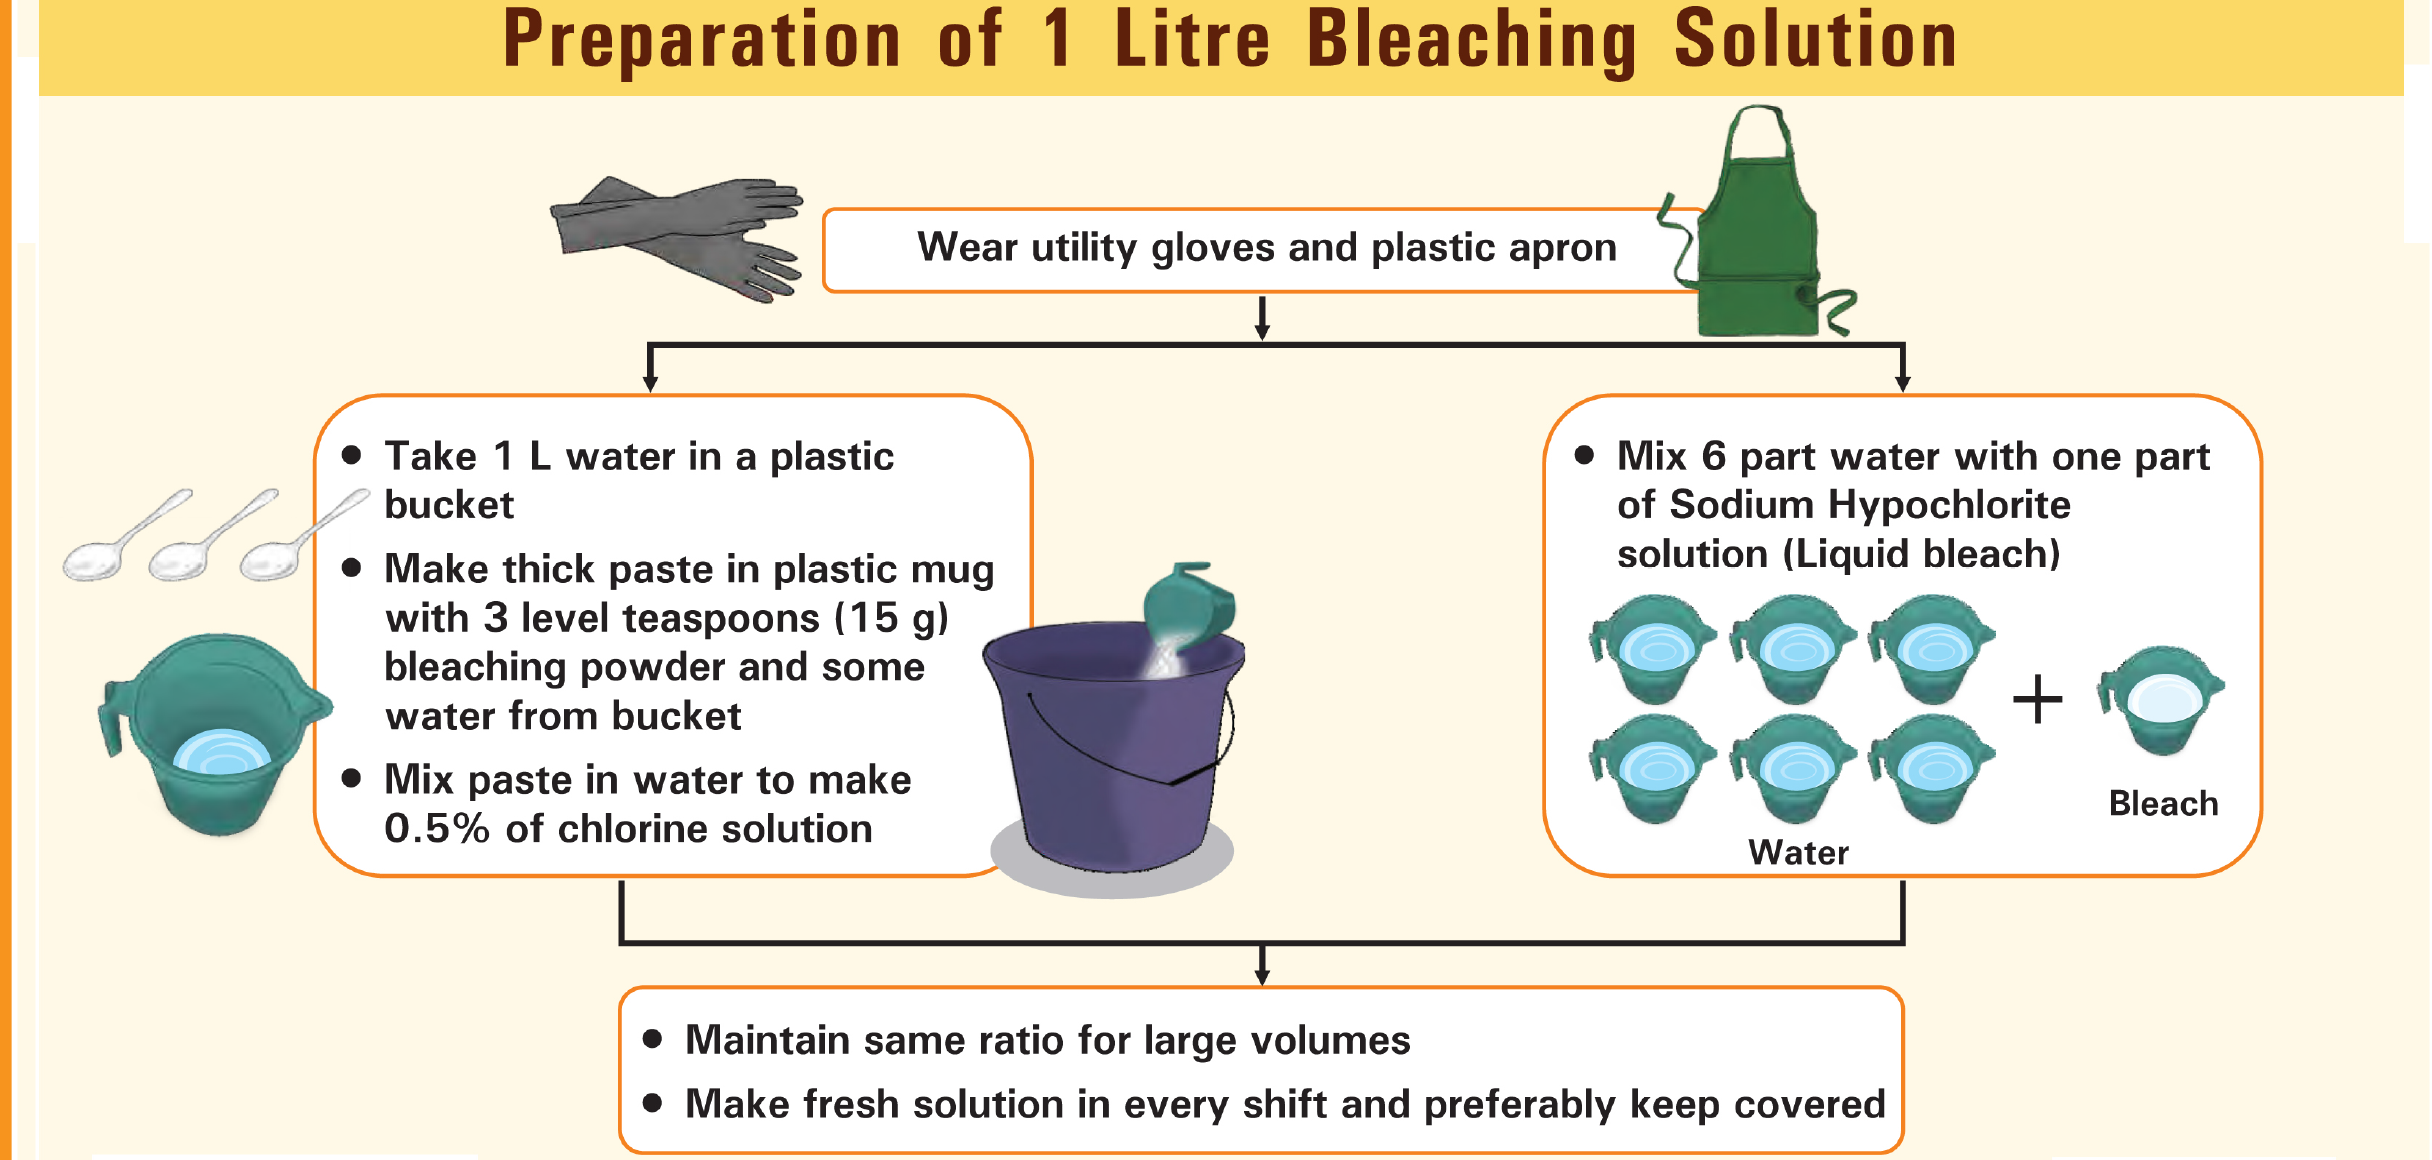 Preparation of 1 Litre Bleaching Solution
Wear utility gloves and plastic apron
● Take 1 L water in a plastic
bucket
● Make thick paste in plastic mug
with 3 level teaspoons (15 g)
bleaching powder and some
water from bucket
● Mix paste in water to make
0.5% of chlorine solution
● Mix 6 part water with one part
of Sodium Hypochlorite
solution (Liquid bleach)
+
Bleach
Water
● Maintain same ratio for large volumes
● Make fresh solution in every shift and preferably keep covered